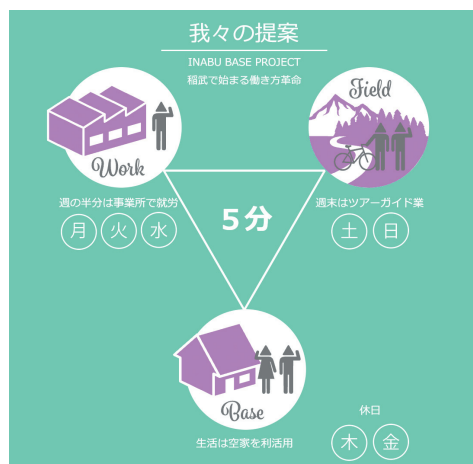 我々の提案
INABU BASE PROJECT
稲武で始まる働き方革命
Work
Field
週の半分は事業所で就労
月 火 水
週末はツアーガイド業
土 日
5分
Base
生活は空家を利活用
休日
木 金